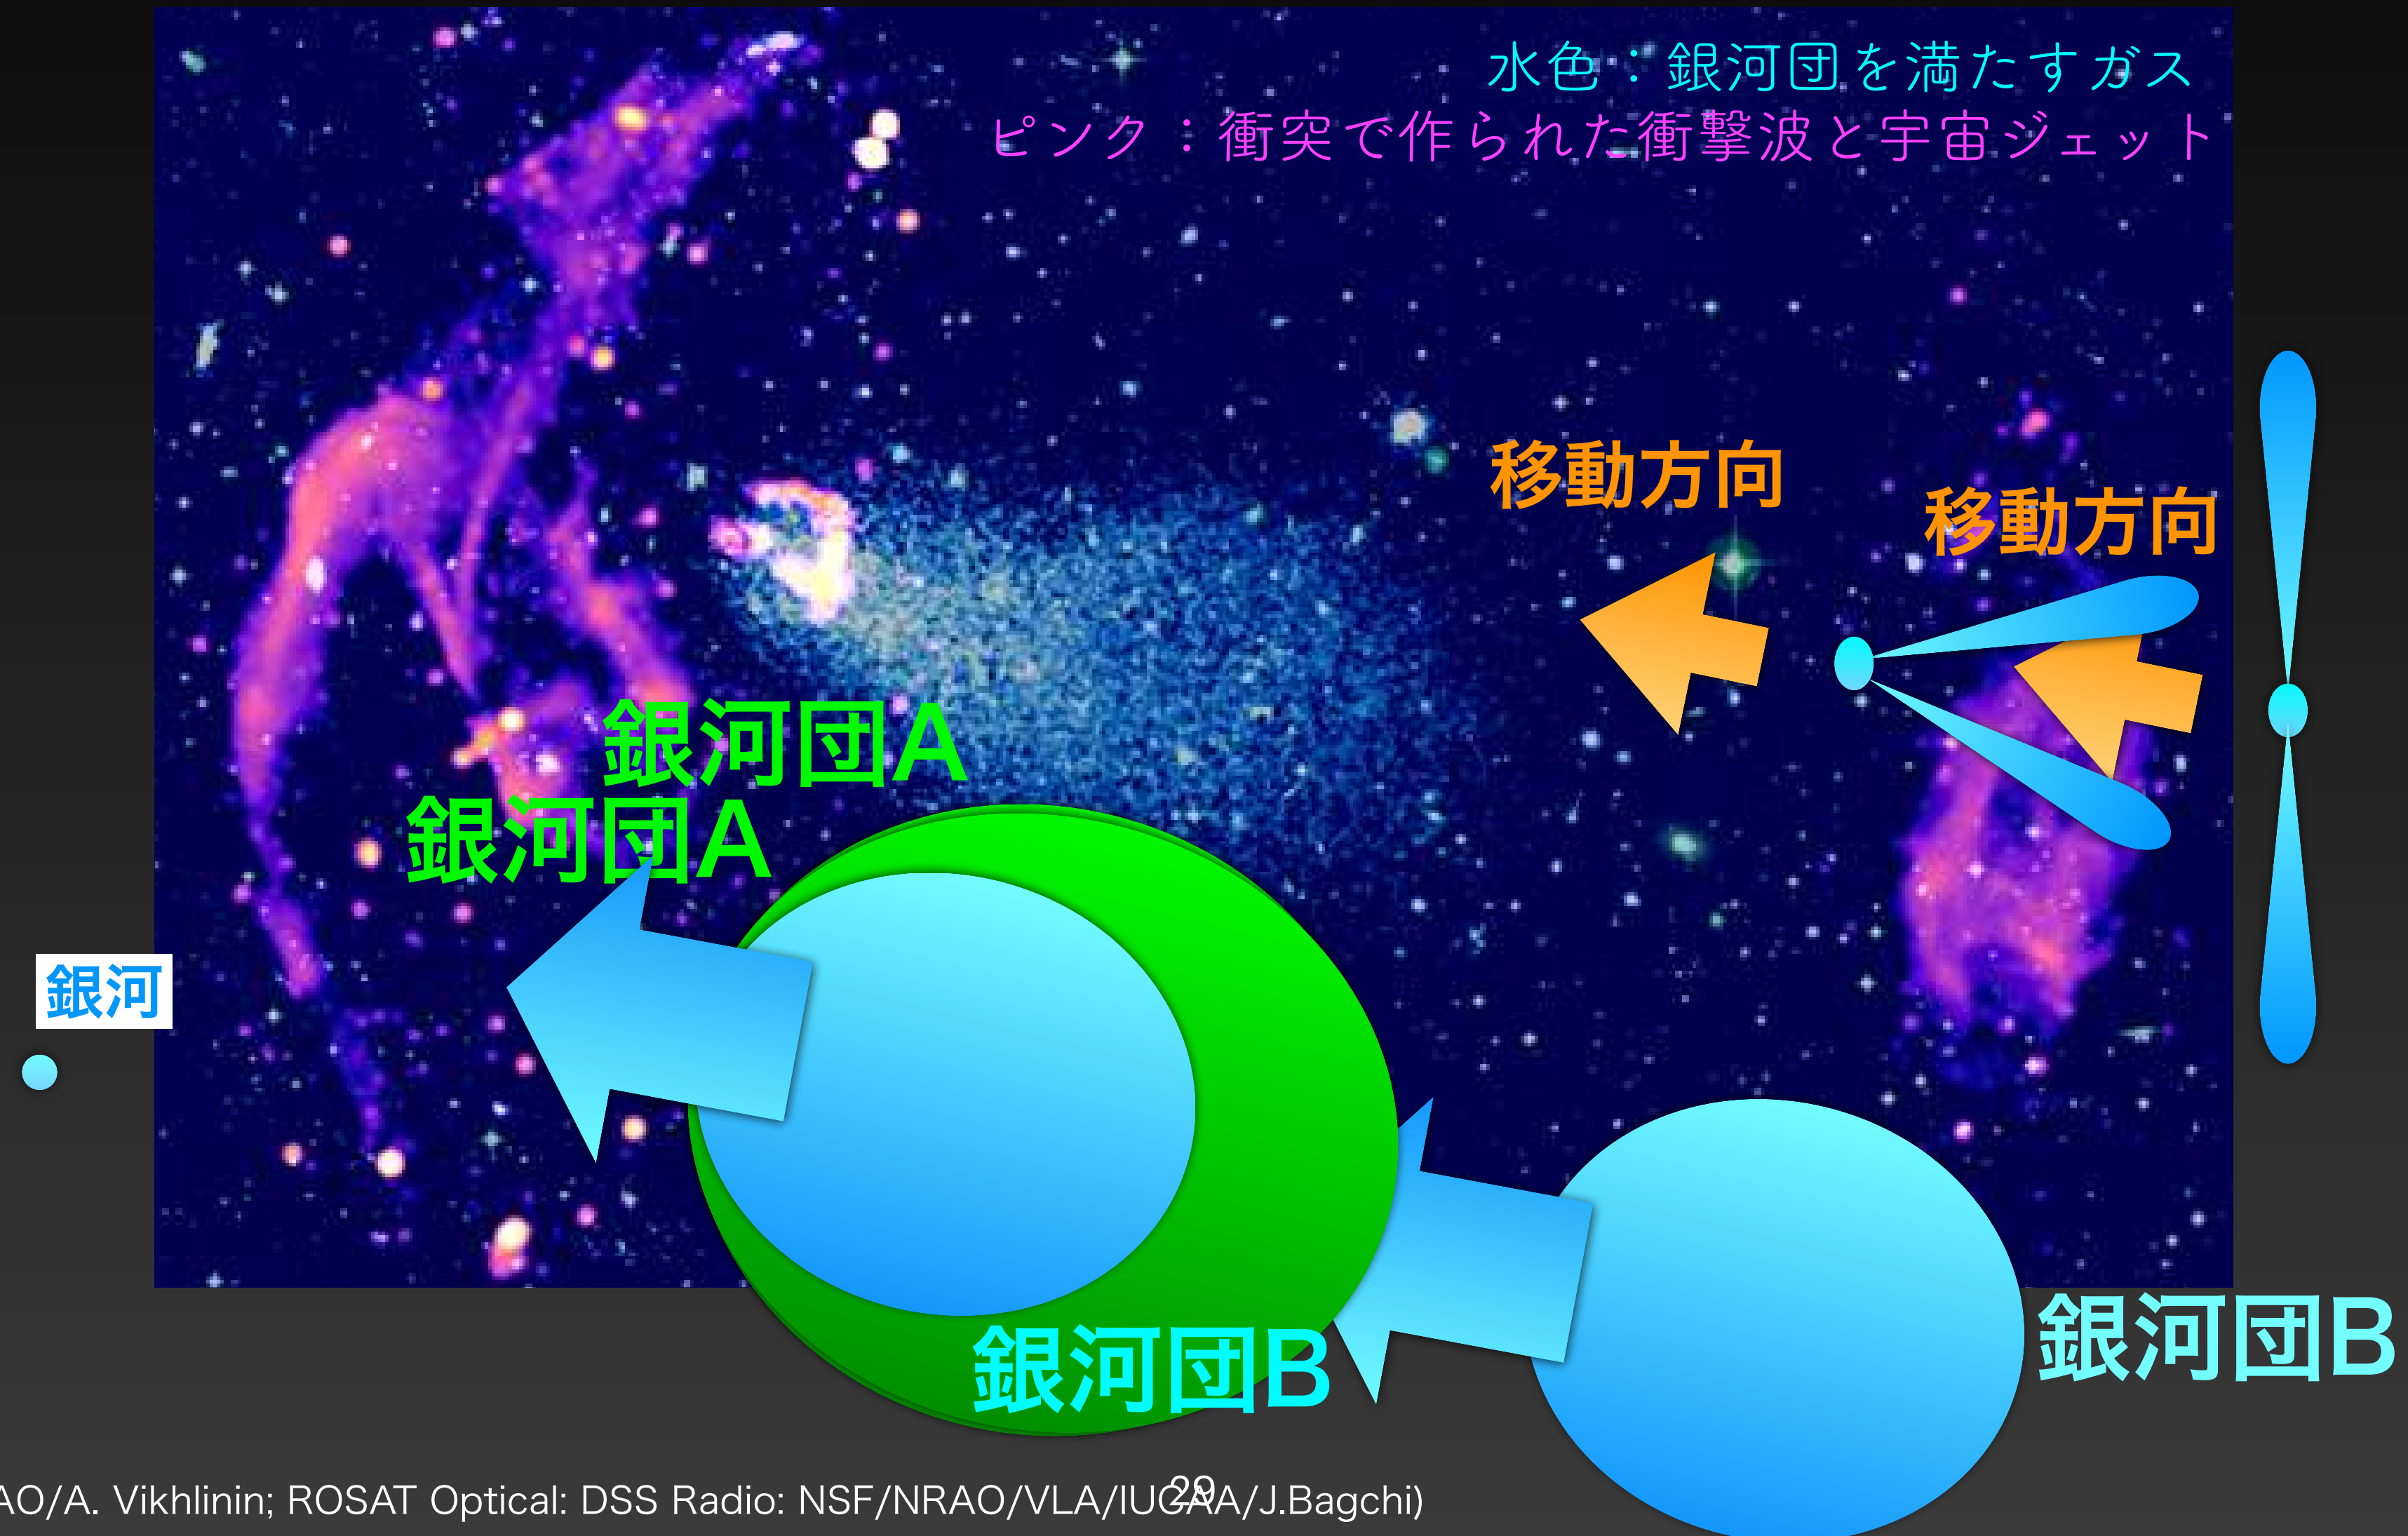 水色：銀河団を満たすガス
ピンク：衝突で作られた衝撃波と宇宙ジェット
移動方向
移動方向
銀河団A
銀河団A
銀河
銀河団B
銀河団B
AO/A. Vikhlinin; ROSAT Optical: DSS Radio: NSF/NRAO/VLA/IUCAA/J.Bagchi)
29